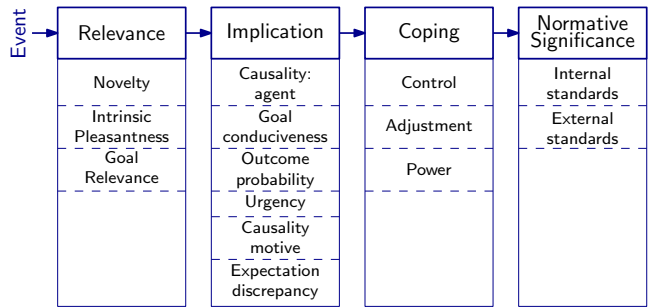 Event
Relevance
Novelty
Intrinsic
Pleasantness
Goal
Relevance
Implication
Causality:
agent
Goal
conduciveness
Outcome
probability
Urgency
Causality
motive
Expectation
discrepancy
Coping
Control
Adjustment
Power
Normative
Significance
Internal
standards
External
standards